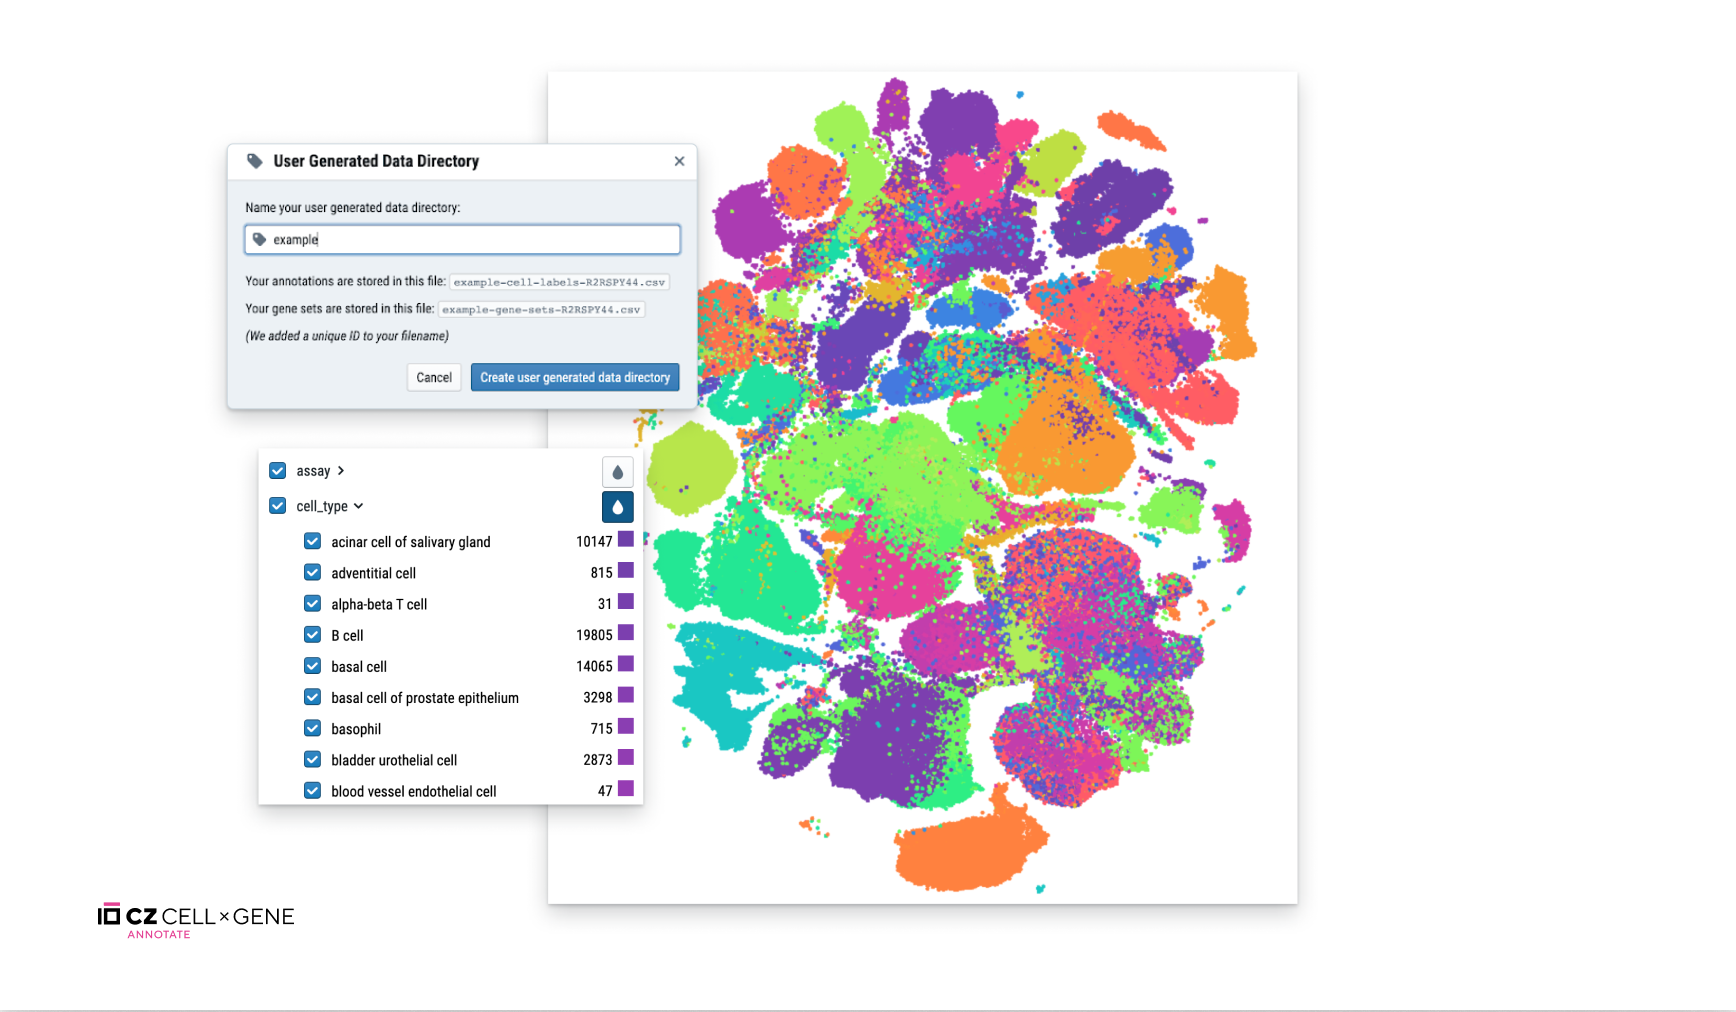 User Generated Data Directory
Name your user generated data directory:
example
Your annotations are stored in this file: example-cell-labels-R2RSPY44.csv
Your gene sets are stored in this file: example-gene-sets-R2RSPY44.csv
(We added a unique ID to your filename)
Cancel Create user generated data directory
assay
cell_type
acinar cell of salivary gland 10147
adventitial cell 815
alpha-beta T cell 31
B cell 19805
basal cell 14065
basal cell of prostate epithelium 3298
basophil 715
bladder urothelial cell 2873
blood vessel endothelial cell 47
CZ CELL×GENE
ANNOTATE